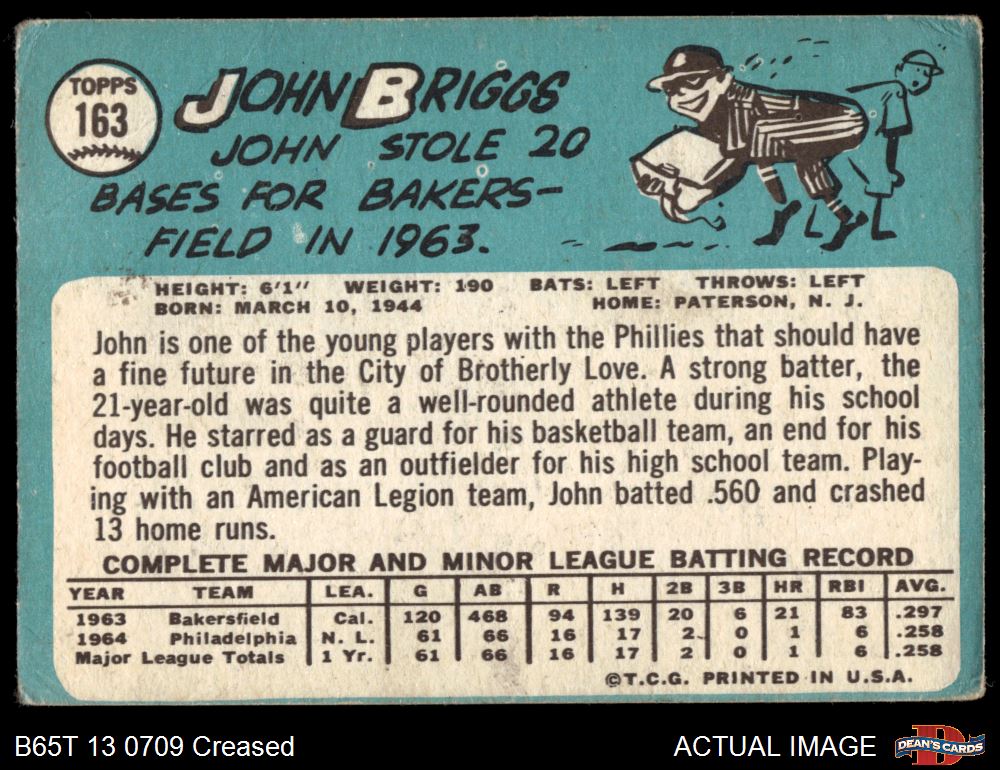 TOPPS
163
JOHN BRIGGS
JOHN STOLE 20
BASES FOR BAKERS-
FIELD IN 1963.
HEIGHT: 6'1" WEIGHT: 190 BATS: LEFT THROWS: LEFT
BORN: MARCH 10, 1944 HOME: PATERSON, N. J.
John is one of the young players with the Phillies that should have
a fine future in the City of Brotherly Love. A strong batter, the
21-year-old was quite a well-rounded athlete during his school
days. He starred as a guard for his basketball team, an end for his
football club and as an outfielder for his high school team. Play-
ing with an American Legion team, John batted .560 and crashed
13 home runs.
COMPLETE MAJOR AND MINOR LEAGUE BATTING RECORD
YEAR TEAM LEA. G AB R H 2B 3B HR RBI AVG.
1963 Bakersfield Cal. 120 468 94 139 20 6 21 83 .297
1964 Philadelphia N. L. 61 66 16 17 2 0 1 6 .258
Major League Totals 1 Yr. 61 66 16 17 2 0 1 6 .258
©T.C.G. PRINTED IN U.S.A.
B65T 13 0709 Creased ACTUAL IMAGE DEAN'S CARDS